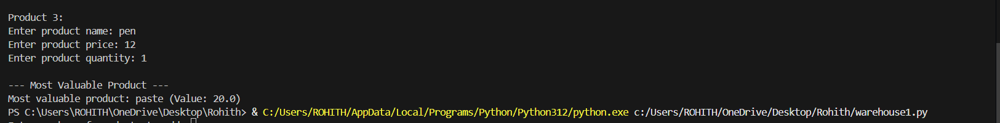 Product 3:
Enter product name: pen
Enter product price: 12
Enter product quantity: 1
--- Most Valuable Product ---
Most valuable product: paste (Value: 20.0)
PS C:\Users\ROHITH\OneDrive\Desktop\Rohith> & C:/Users/ROHITH/AppData/Local/Programs/Python/Python312/python.exe c:/Users/ROHITH/OneDrive/Desktop/Rohith/warehouse1.py